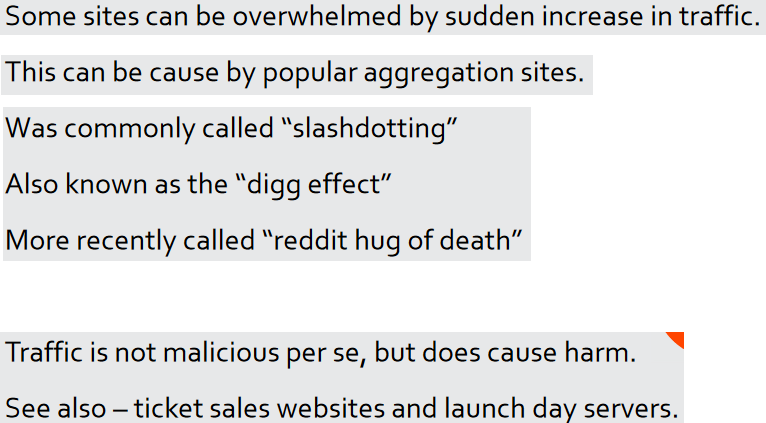 Some sites can be overwhelmed by sudden increase in traffic.
This can be cause by popular aggregation sites.
Was commonly called “slashdotting”
Also known as the “digg effect”
More recently called “reddit hug of death”
Traffic is not malicious per se, but does cause harm.
See also – ticket sales websites and launch day servers.